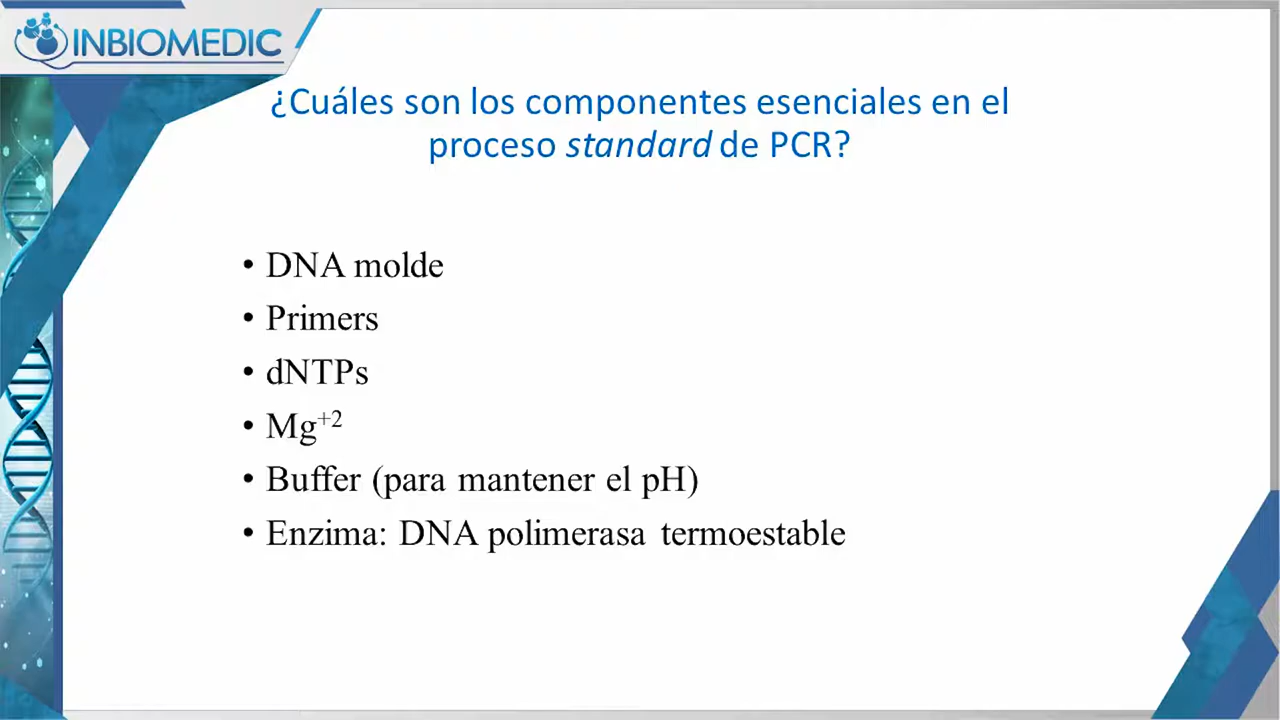 INBIOMEDIC
¿Cuáles son los componentes esenciales en el
proceso standard de PCR?
• DNA molde
• Primers
• dNTPs
• Mg⁺²
• Buffer (para mantener el pH)
• Enzima: DNA polimerasa termoestable